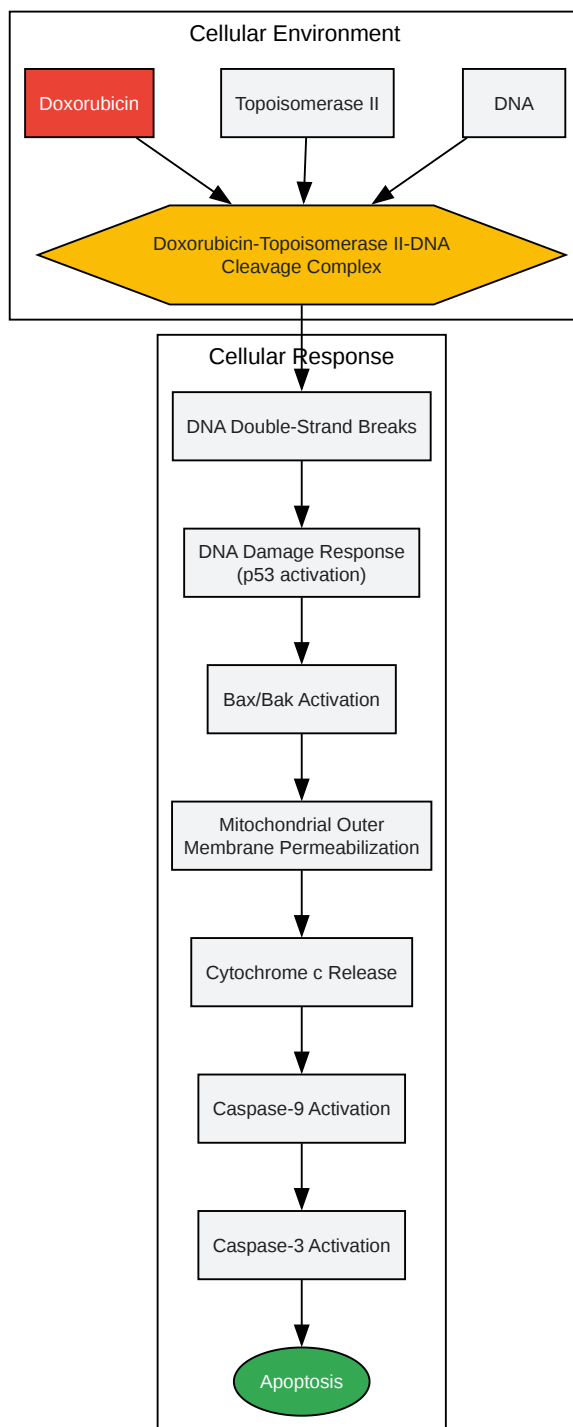 Cellular Environment
Doxorubicin
Topoisomerase II
DNA
Doxorubicin-Topoisomerase II-DNA
Cleavage Complex
Cellular Response
DNA Double-Strand Breaks
DNA Damage Response
(p53 activation)
Bax/Bak Activation
Mitochondrial Outer
Membrane Permeabilization
Cytochrome c Release
Caspase-9 Activation
Caspase-3 Activation
Apoptosis